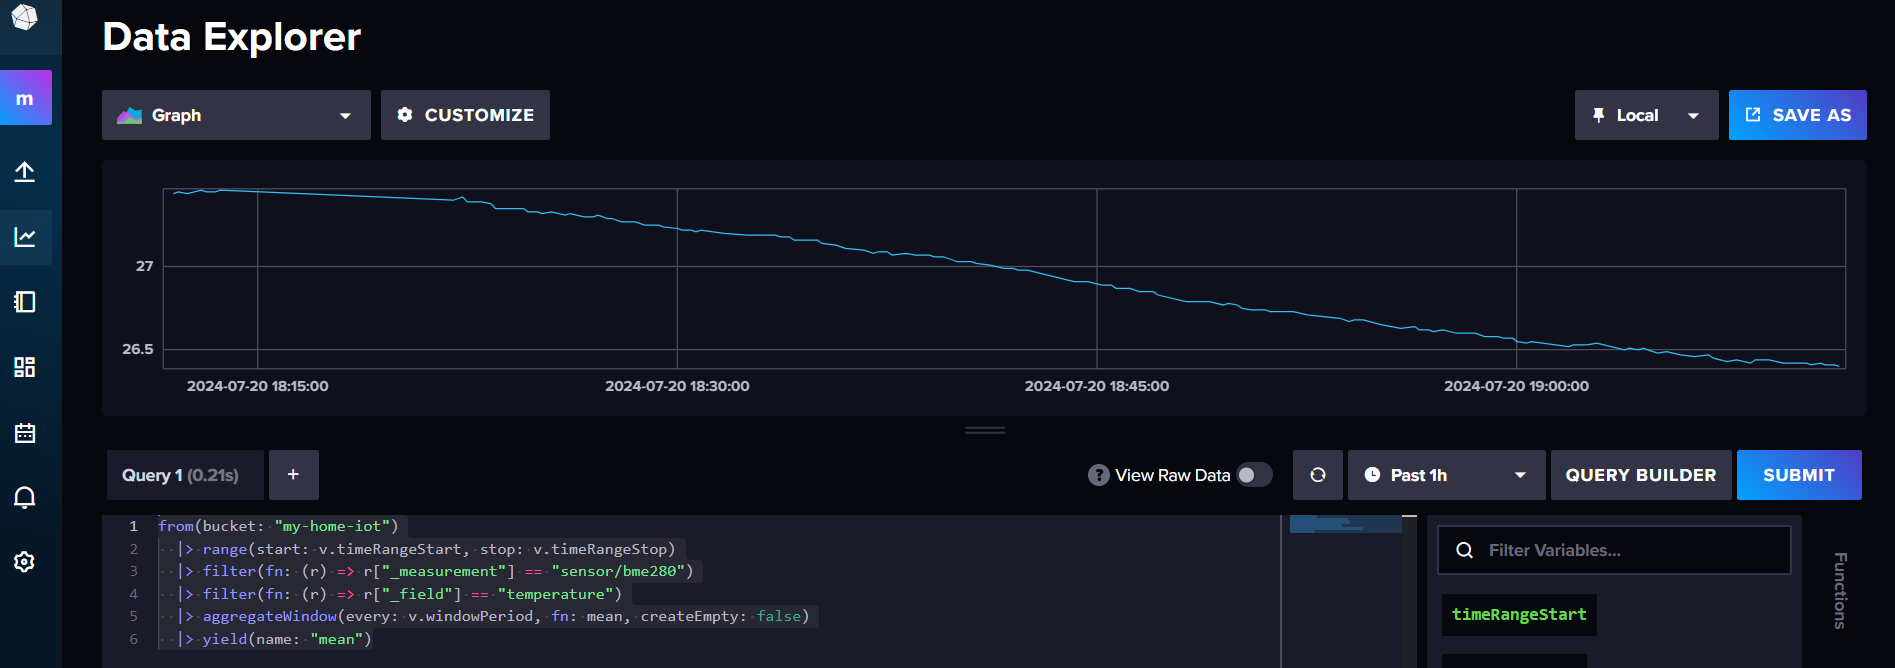 Data Explorer
m
Graph
CUSTOMIZE
Local
SAVE AS
27
26.5
2024-07-20 18:15:00
2024-07-20 18:30:00
2024-07-20 18:45:00
2024-07-20 19:00:00
Query 1 (0.21s)
+
? View Raw Data
Past 1h
QUERY BUILDER
SUBMIT
1 from(bucket: "my-home-iot")
2 |> range(start: v.timeRangeStart, stop: v.timeRangeStop)
3 |> filter(fn: (r) => r["_measurement"] == "sensor/bme280")
4 |> filter(fn: (r) => r["_field"] == "temperature")
5 |> aggregateWindow(every: v.windowPeriod, fn: mean, createEmpty: false)
6 |> yield(name: "mean")
Filter Variables...
timeRangeStart
Functions